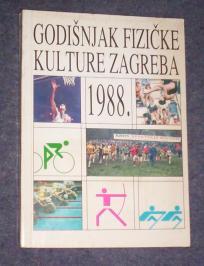 GODIŠNJAK FIZIČKE
KULTURE ZAGREBA
1988.